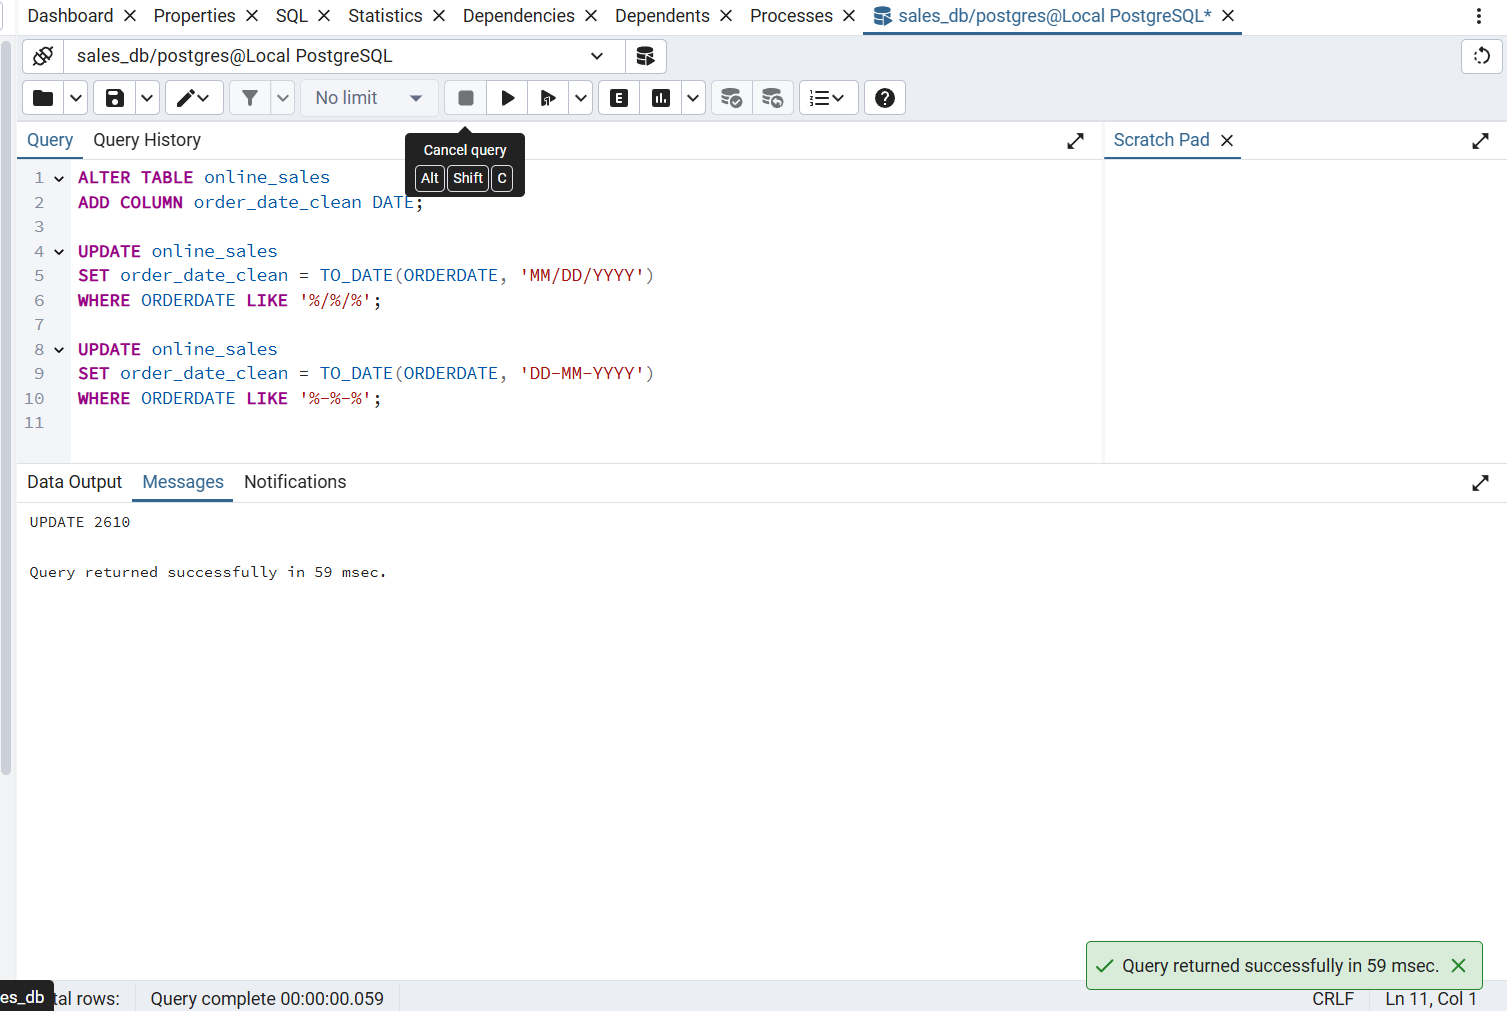 Dashboard Properties SQL Statistics Dependencies Dependents Processes sales_db/postgres@Local PostgreSQL*
sales_db/postgres@Local PostgreSQL
No limit E
Query Query History
Scratch Pad
Cancel query
Alt Shift C
1 ALTER TABLE online_sales
2 ADD COLUMN order_date_clean DATE;
3
4 UPDATE online_sales
5 SET order_date_clean = TO_DATE(ORDERDATE, 'MM/DD/YYYY')
6 WHERE ORDERDATE LIKE '%/%/%';
7
8 UPDATE online_sales
9 SET order_date_clean = TO_DATE(ORDERDATE, 'DD-MM-YYYY')
10 WHERE ORDERDATE LIKE '%-%-%';
11
Data Output Messages Notifications
UPDATE 2610
Query returned successfully in 59 msec.
Query returned successfully in 59 msec.
es_db tal rows: Query complete 00:00:00.059 CRLF Ln 11, Col 1